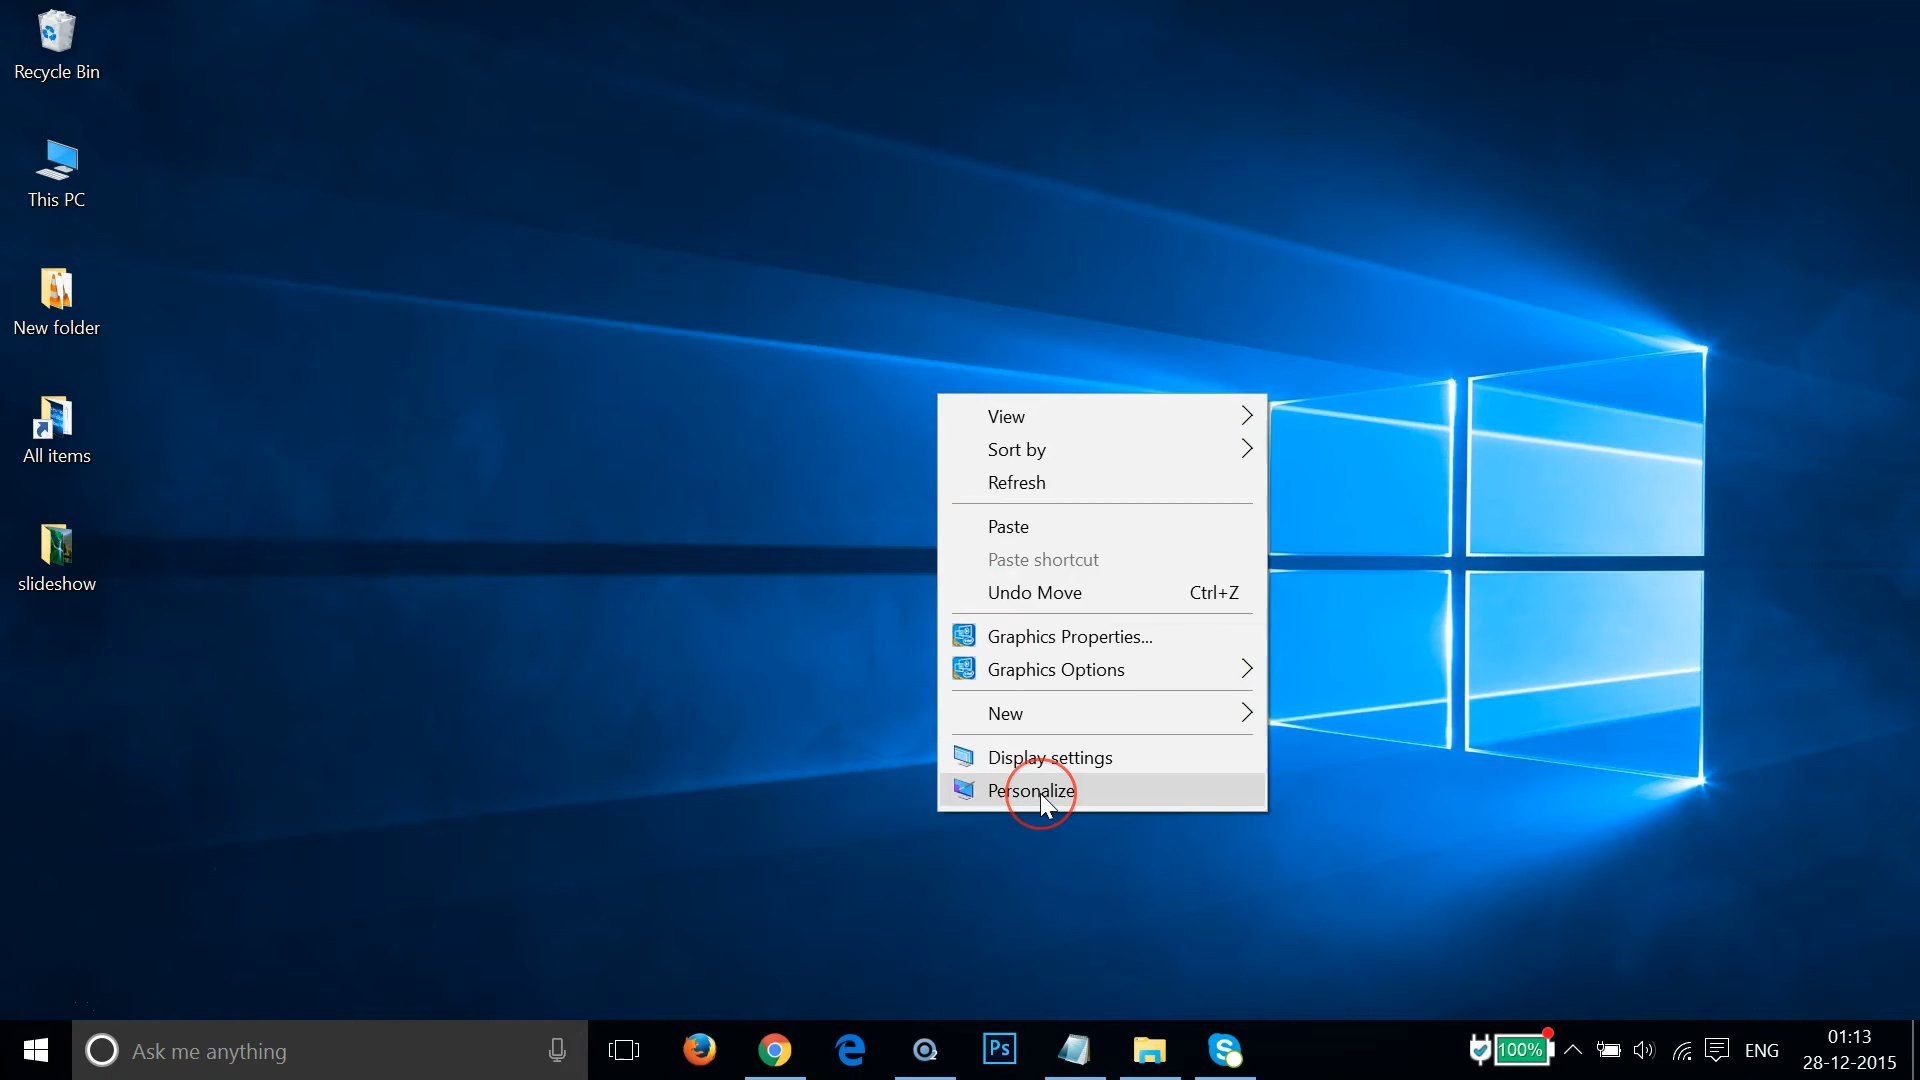 Recycle Bin
This PC
New folder
All items
slideshow
View
Sort by
Refresh
Paste
Paste shortcut
Undo Move Ctrl+Z
Graphics Properties...
Graphics Options
New
Display settings
Personalize
Ask me anything
Ps
100%
ENG
01:13
28-12-2015